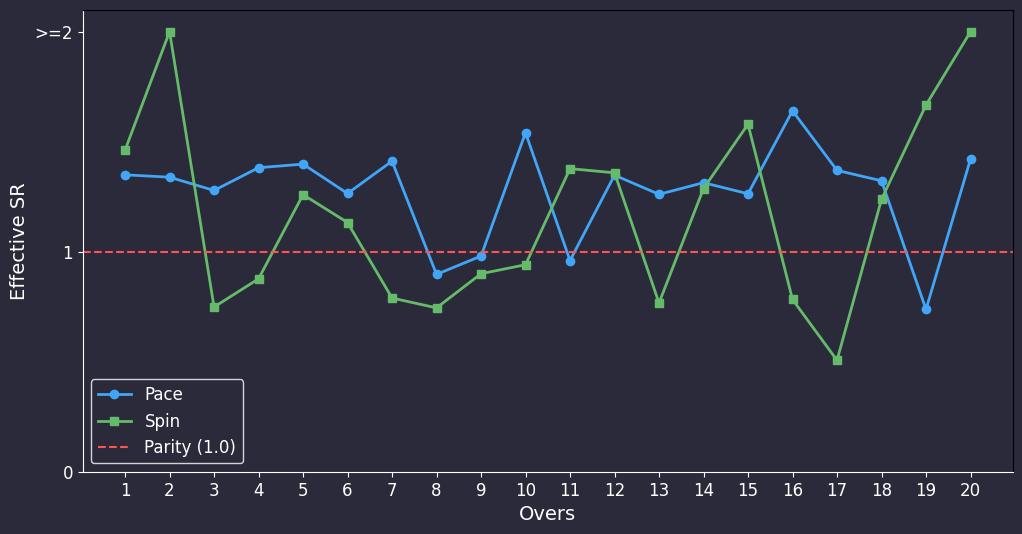 Effective SR
>=2
1
0
Pace
Spin
Parity (1.0)
1 2 3 4 5 6 7 8 9 10 11 12 13 14 15 16 17 18 19 20
Overs